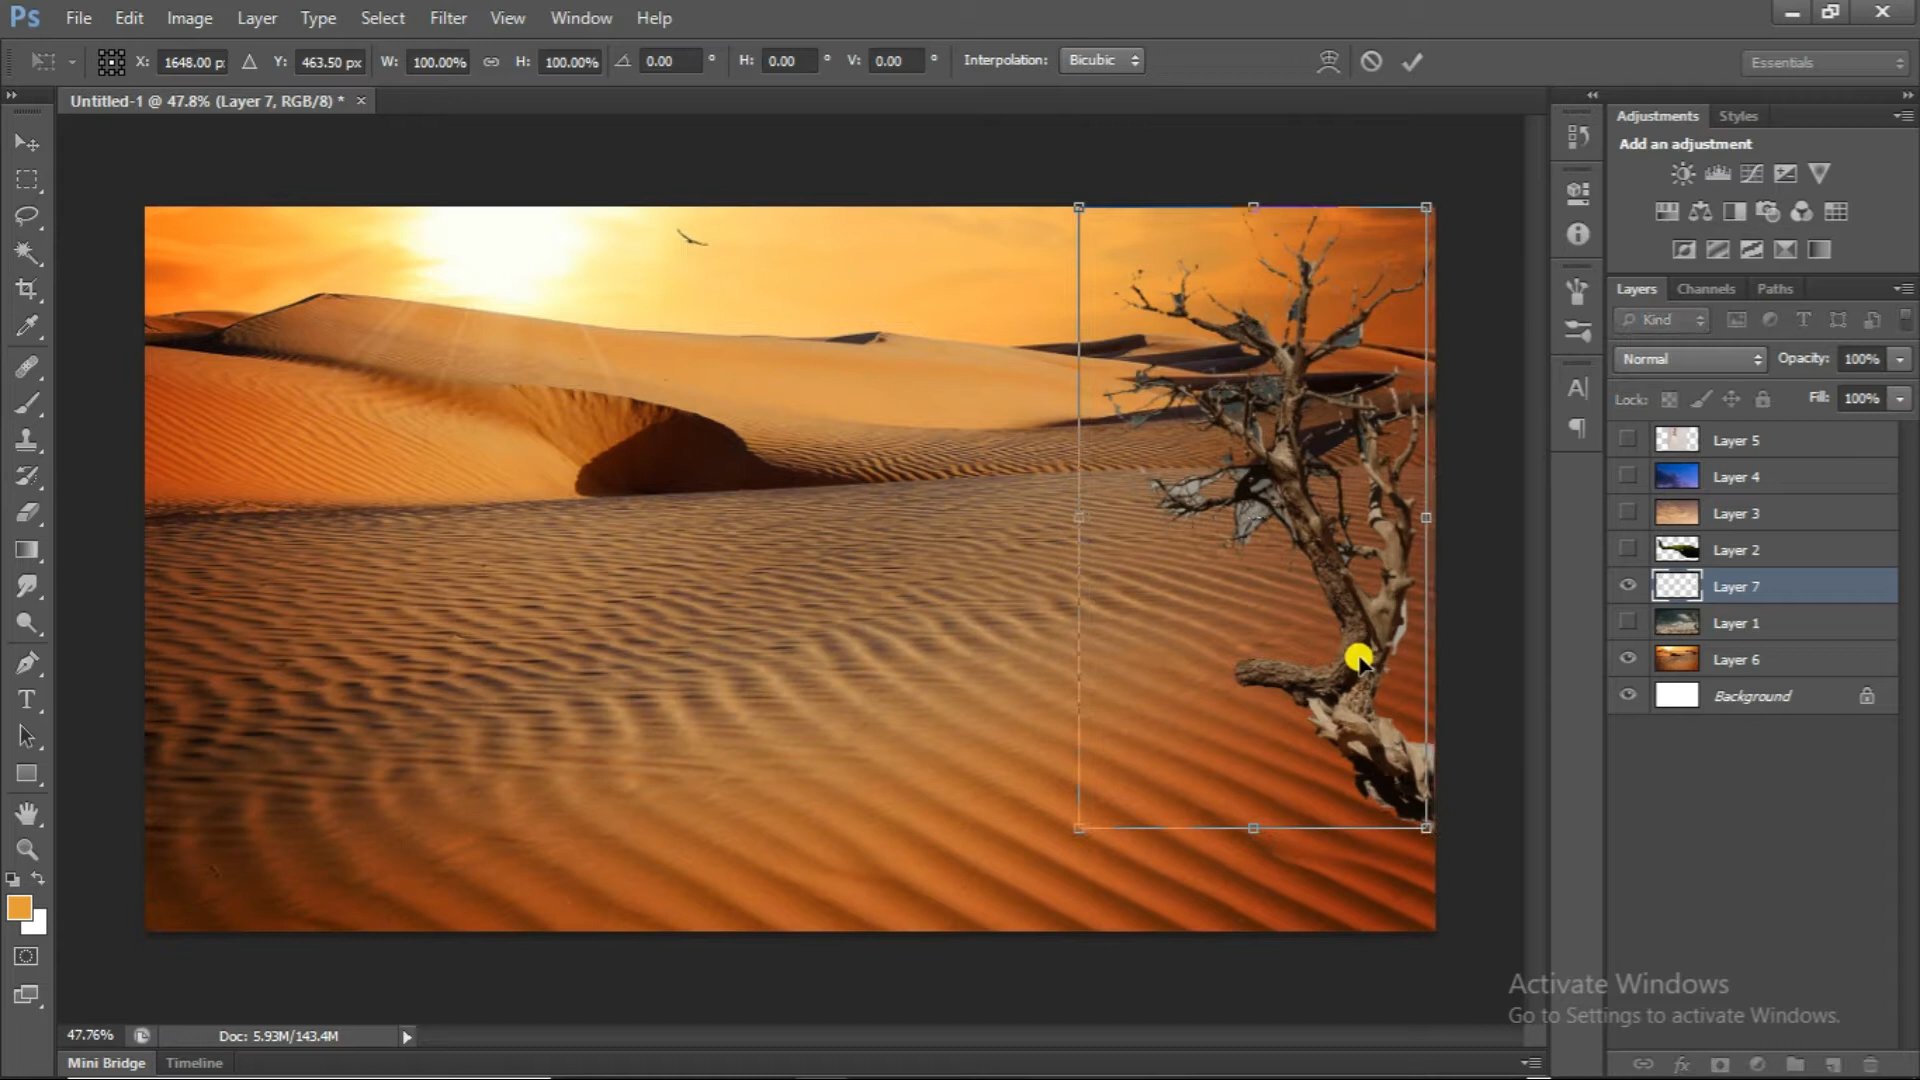 Ps File Edit Image Layer Type Select Filter View Window Help
X: 1648.00 p Y: 463.50 px W: 100.00% H: 100.00% 0.00 ° H: 0.00 ° V: 0.00 ° Interpolation: Bicubic Essentials
Untitled-1 @ 47.8% (Layer 7, RGB/8) * ×
Adjustments Styles
Add an adjustment
Layers Channels Paths
Kind
Normal Opacity: 100%
Lock: Fill: 100%
Layer 5
Layer 4
Layer 3
Layer 2
Layer 7
Layer 1
Layer 6
Background
Activate Windows
Go to Settings to activate Windows.
47.76% Doc: 5.93M/143.4M
Mini Bridge Timeline